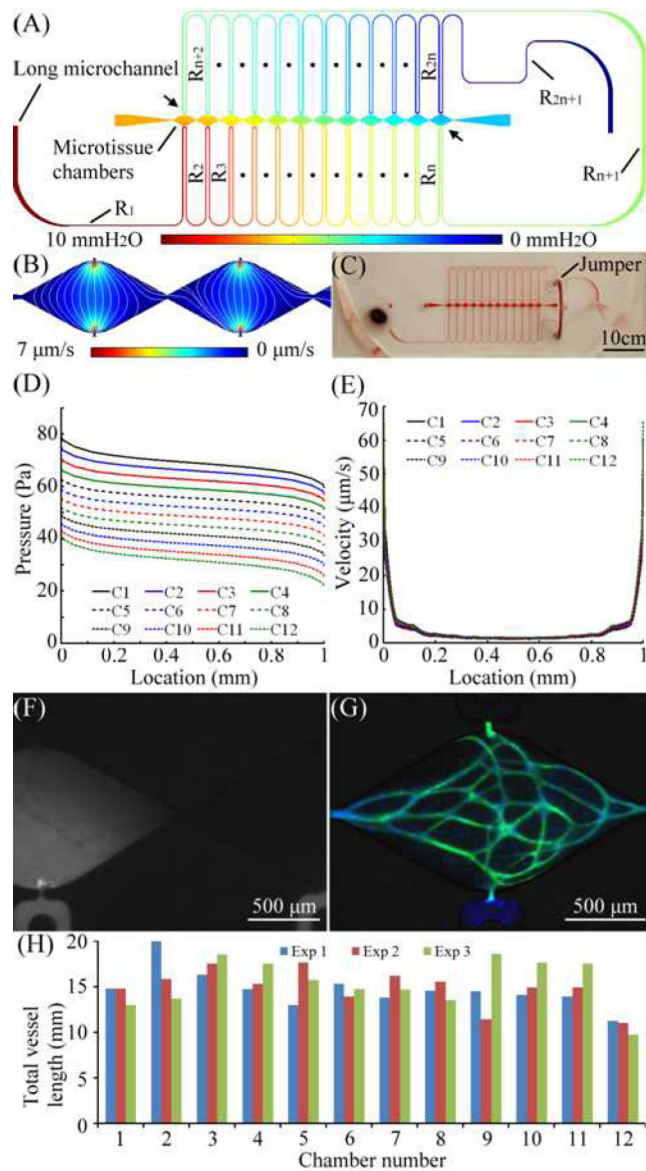 (A)
Long microchannel
Rn+2
R2n
R2n+1
Microtissue
chambers
R2
R3
Rn
Rn+1
R1
10 mmH2O
0 mmH2O
(B)
(C)
Jumper
7 μm/s
0 μm/s
10cm
(D)
(E)
Pressure (Pa)
80
60
40
20
0
C1 C2 C3 C4
C5 C6 C7 C8
C9 C10 C11 C12
0 0.2 0.4 0.6 0.8 1
Location (mm)
Velocity (μm/s)
70
60
50
40
30
20
10
0
C1 C2 C3 C4
C5 C6 C7 C8
C9 C10 C11 C12
0 0.2 0.4 0.6 0.8 1
Location (mm)
(F)
500 μm
(G)
500 μm
(H)
Exp 1 Exp 2 Exp 3
Total vessel
length (mm)
20
15
10
5
0
1 2 3 4 5 6 7 8 9 10 11 12
Chamber number